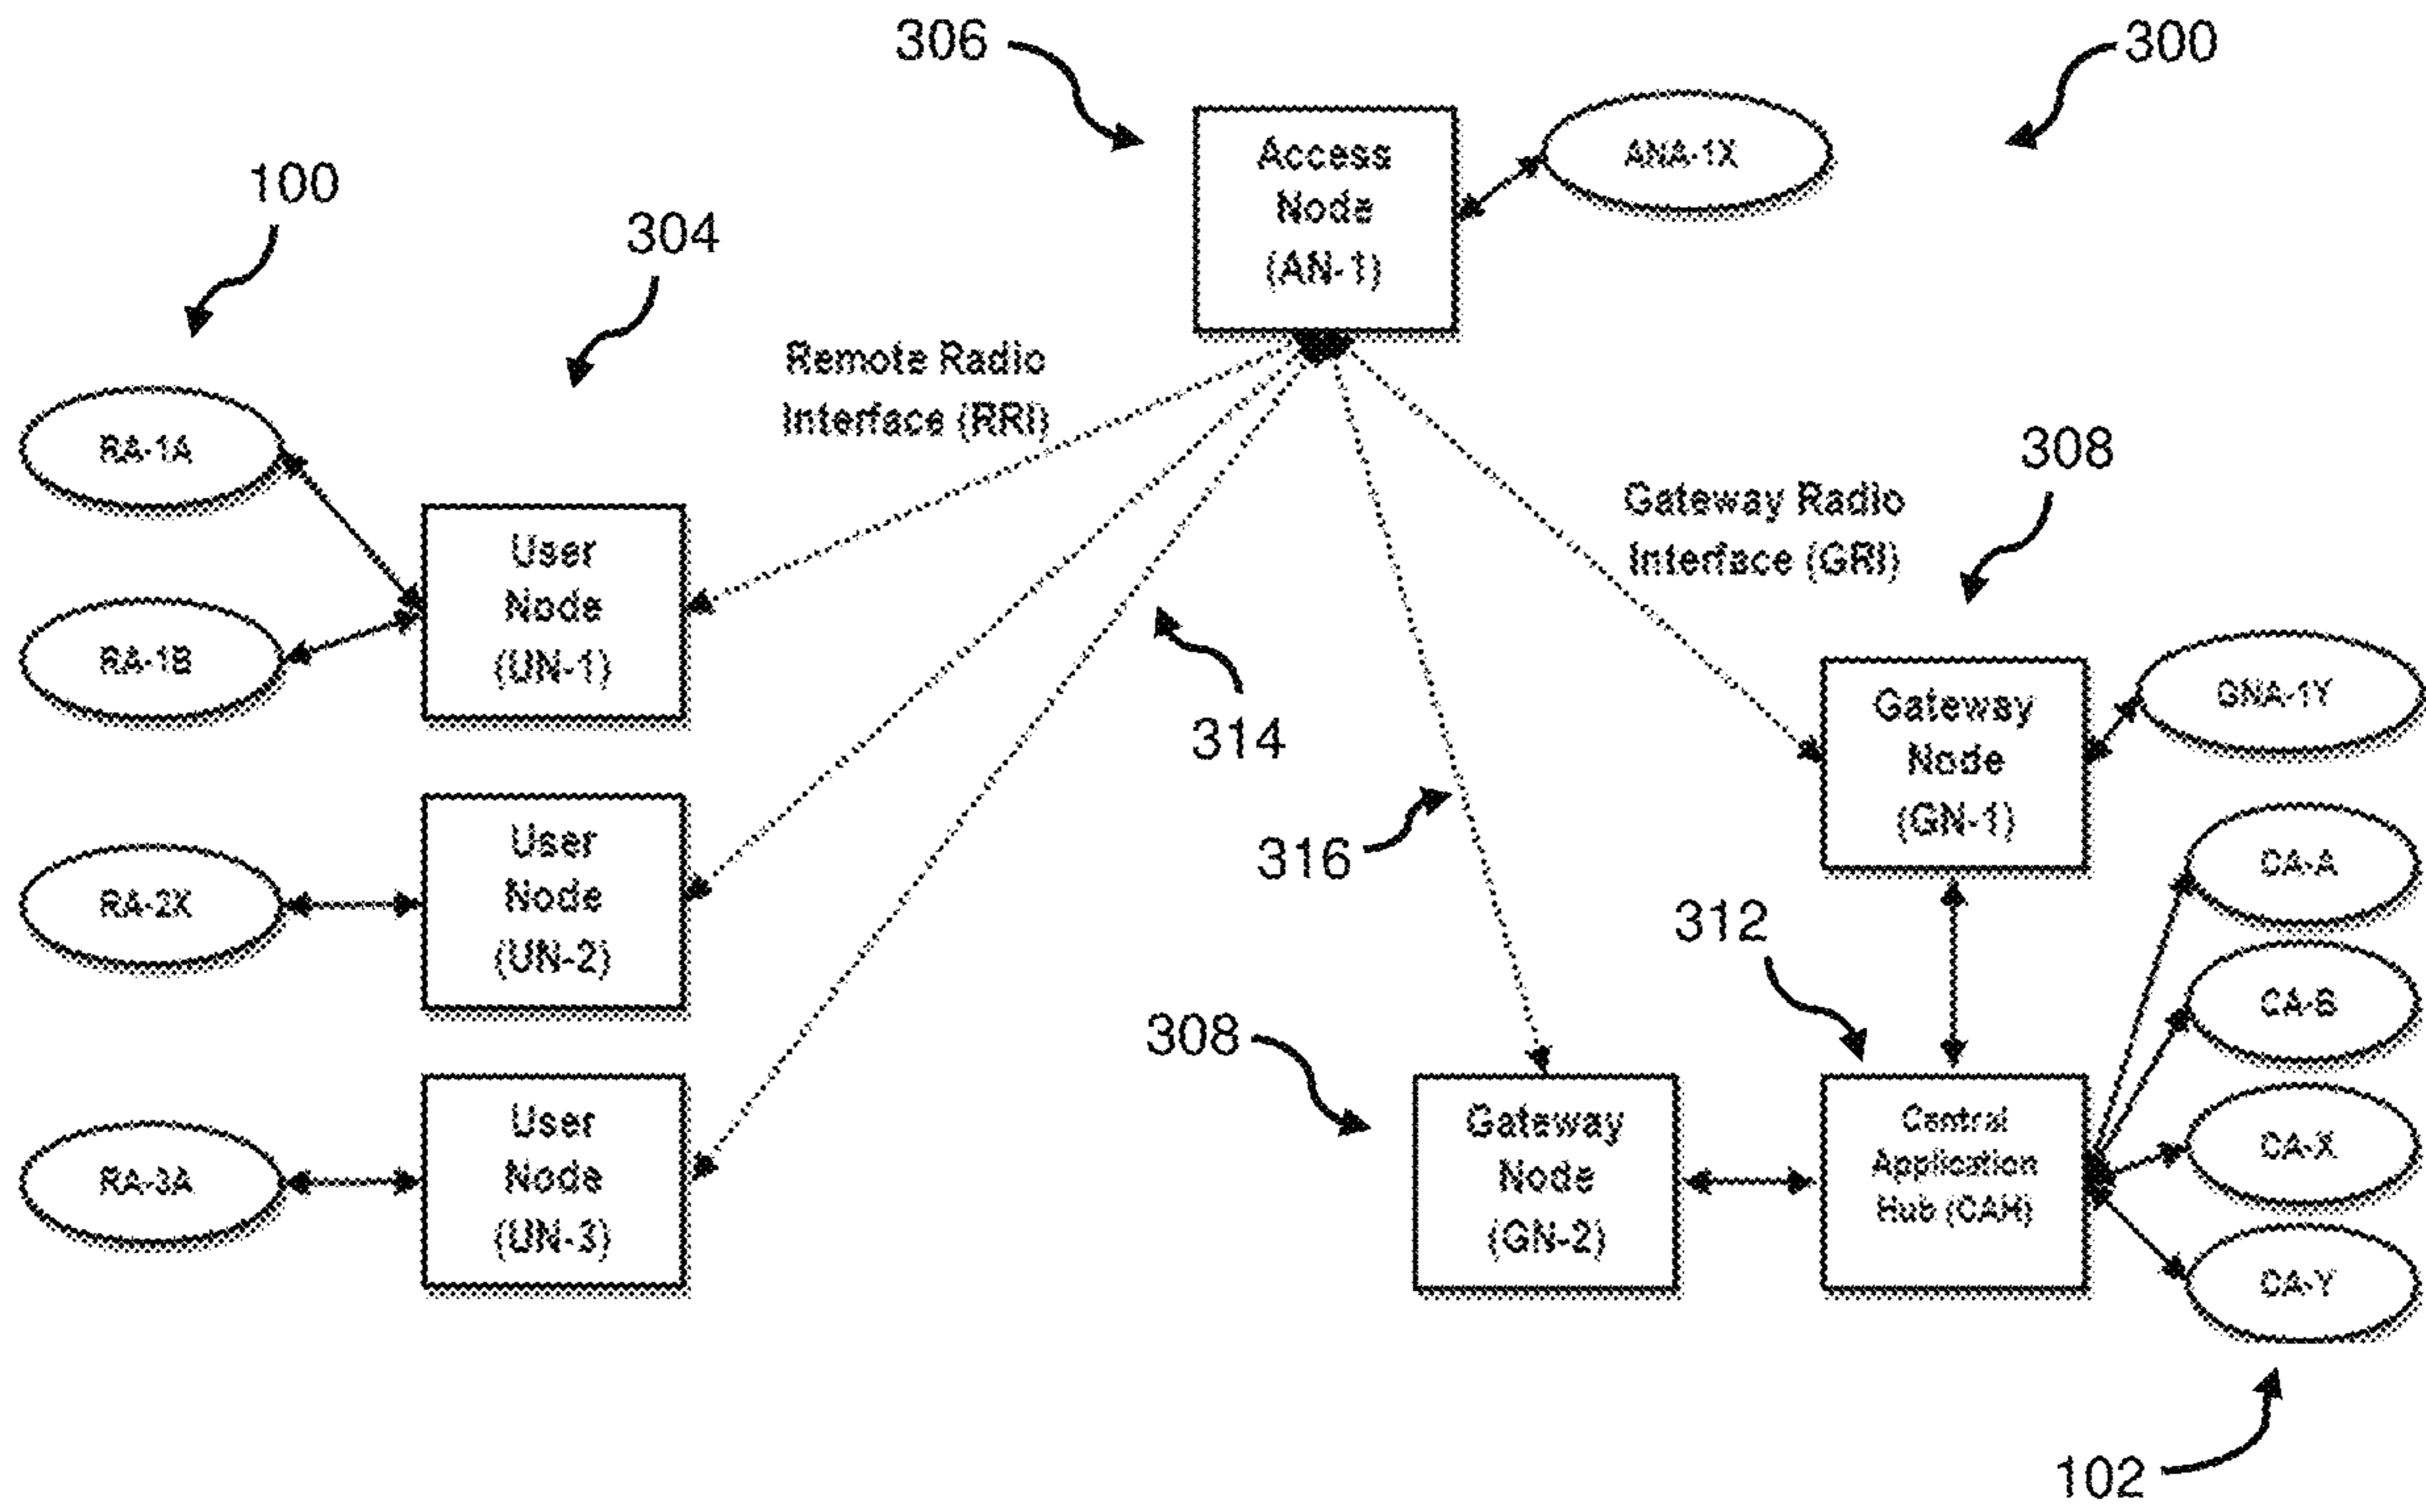 306
300
Access
Node
(AN-1)
ANA-1X
100
304
Remote Radio
Interface (RRI)
RA-1A
RA-1B
User
Node
(UN-1)
Gateway Radio
Interface (GRI)
308
314
316
Gateway
Node
(GN-1)
GNA-1Y
RA-2X
User
Node
(UN-2)
312
CA-A
CA-B
CA-X
CA-Y
308
RA-3A
User
Node
(UN-3)
Gateway
Node
(GN-2)
Central
Application
Hub (CAH)
102